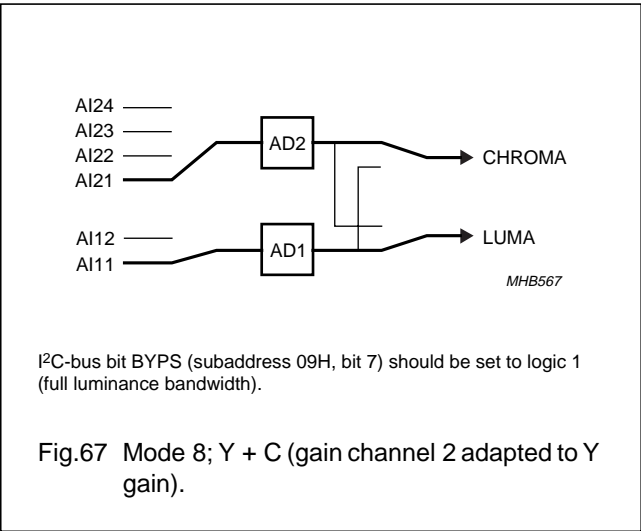 AI24
AI23
AI22
AI21
AD2
CHROMA
AI12
AI11
AD1
LUMA
MHB567
I2C-bus bit BYPS (subaddress 09H, bit 7) should be set to logic 1
(full luminance bandwidth).
Fig.67 Mode 8; Y + C (gain channel 2 adapted to Y
gain).